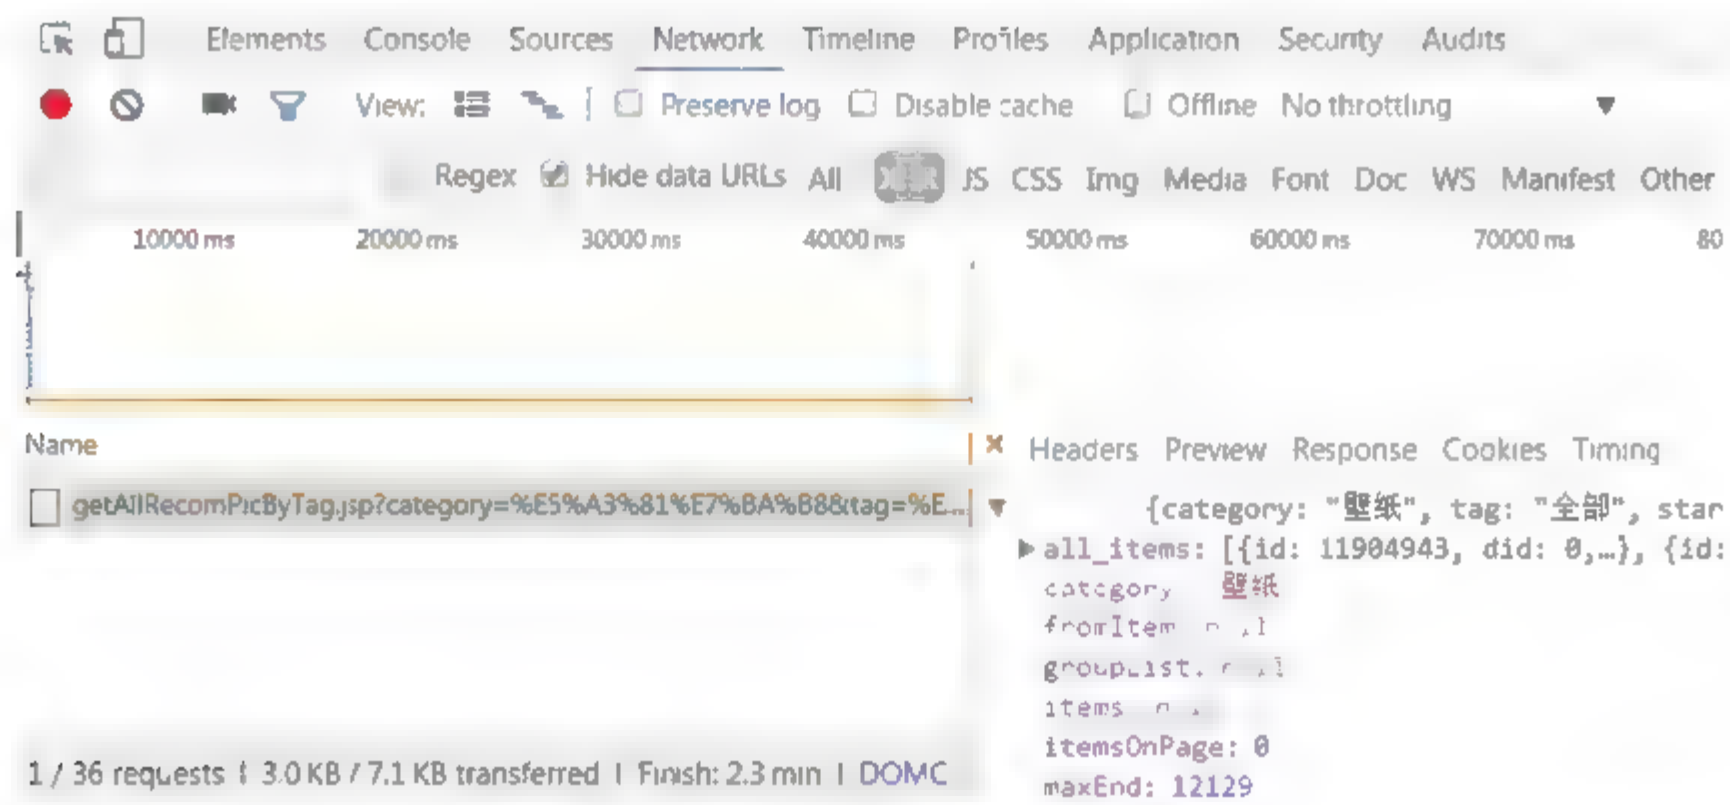 Elements Console Sources Network Timeline Profiles Application Security Audits
View: Preserve log Disable cache Offline No throttling
Regex Hide data URLs All XHR JS CSS Img Media Font Doc WS Manifest Other
10000 ms 20000 ms 30000 ms 40000 ms 50000 ms 60000 ms 70000 ms 80
Name
Headers Preview Response Cookies Timing
getAllRecomPicByTag.jsp?category=%E5%A3%81%E7%BA%B8&tag=%E...
{category: "壁纸", tag: "全部", star
all_items: [{id: 11904943, did: 0,…}, {id:
category 壁纸
fromItem
groupList:
items
itemsOnPage: 0
maxEnd: 12129
1 / 36 requests | 3.0 KB / 7.1 KB transferred | Finish: 2.3 min | DOMC